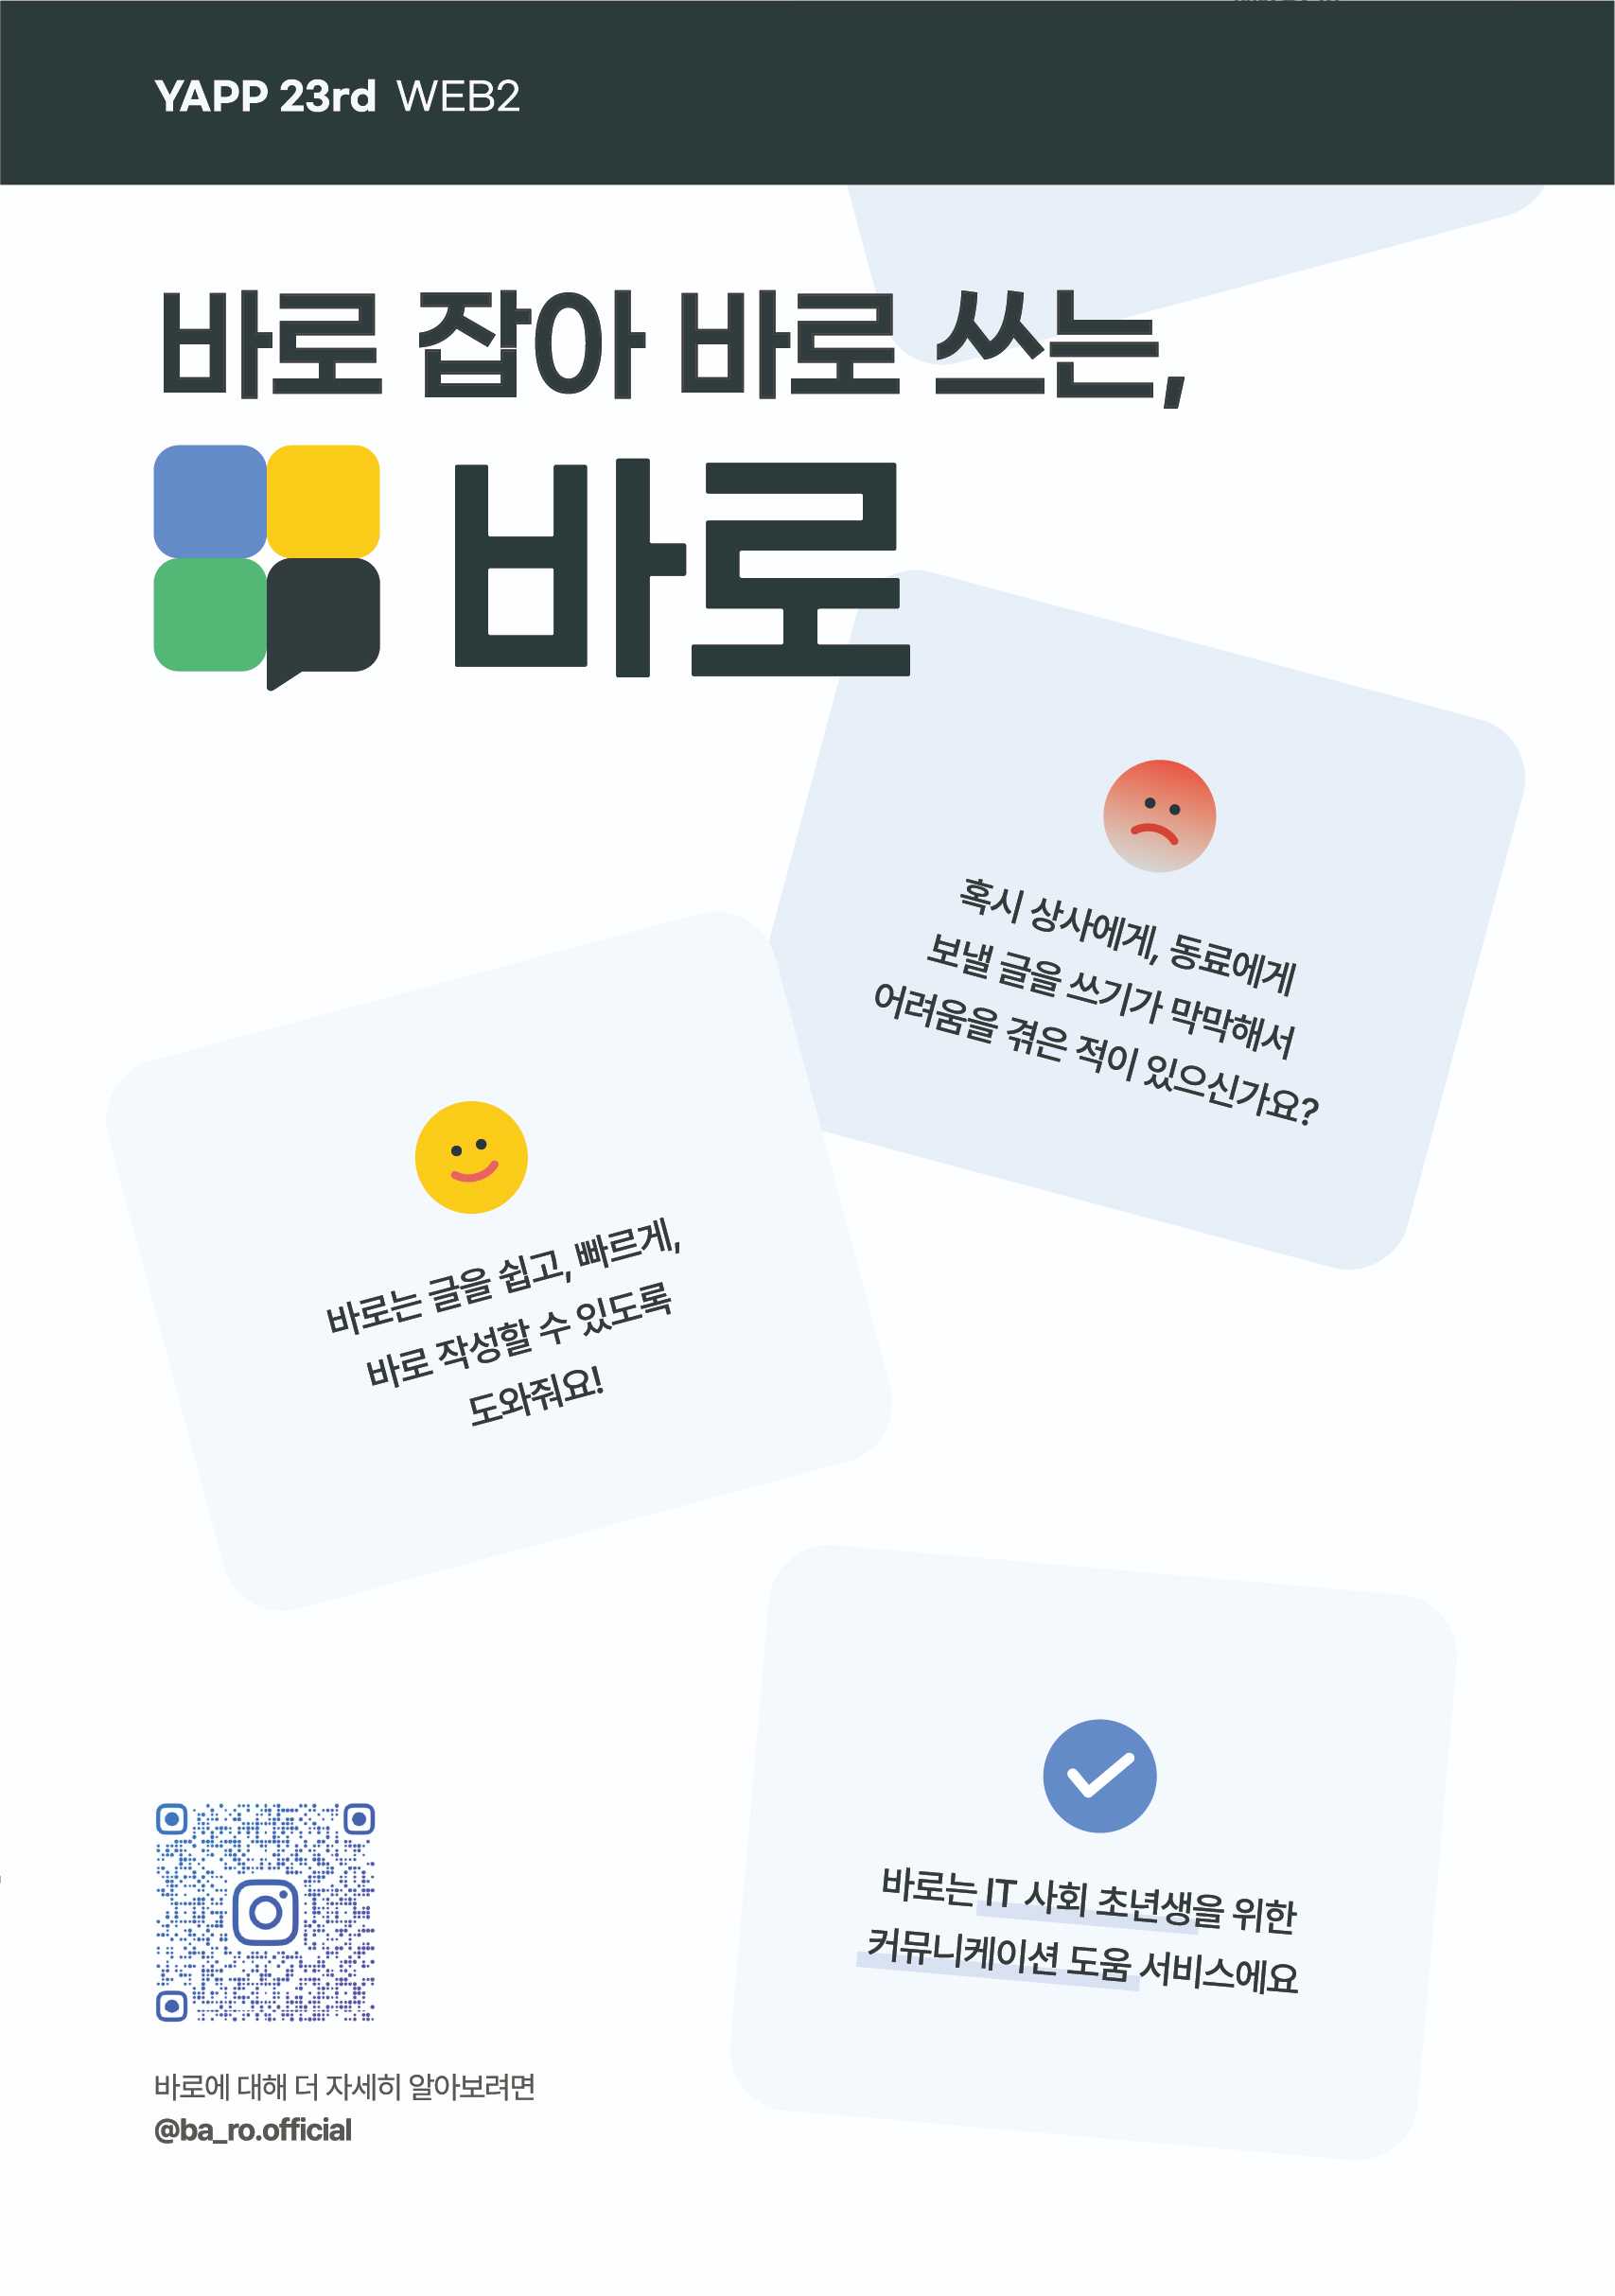 YAPP 23rd WEB2
바로 잡아 바로 쓰는,
바로
혹시 상사에게, 동료에게
보낼 글을 쓰기가 막막해서
어려움을 겪은 적이 있으신가요?
바로는 글을 쉽고, 빠르게,
바로 작성할 수 있도록
도와줘요!
바로는 IT 사회 초년생을 위한
커뮤니케이션 도움 서비스에요
바로에 대해 더 자세히 알아보려면
@ba_ro.official